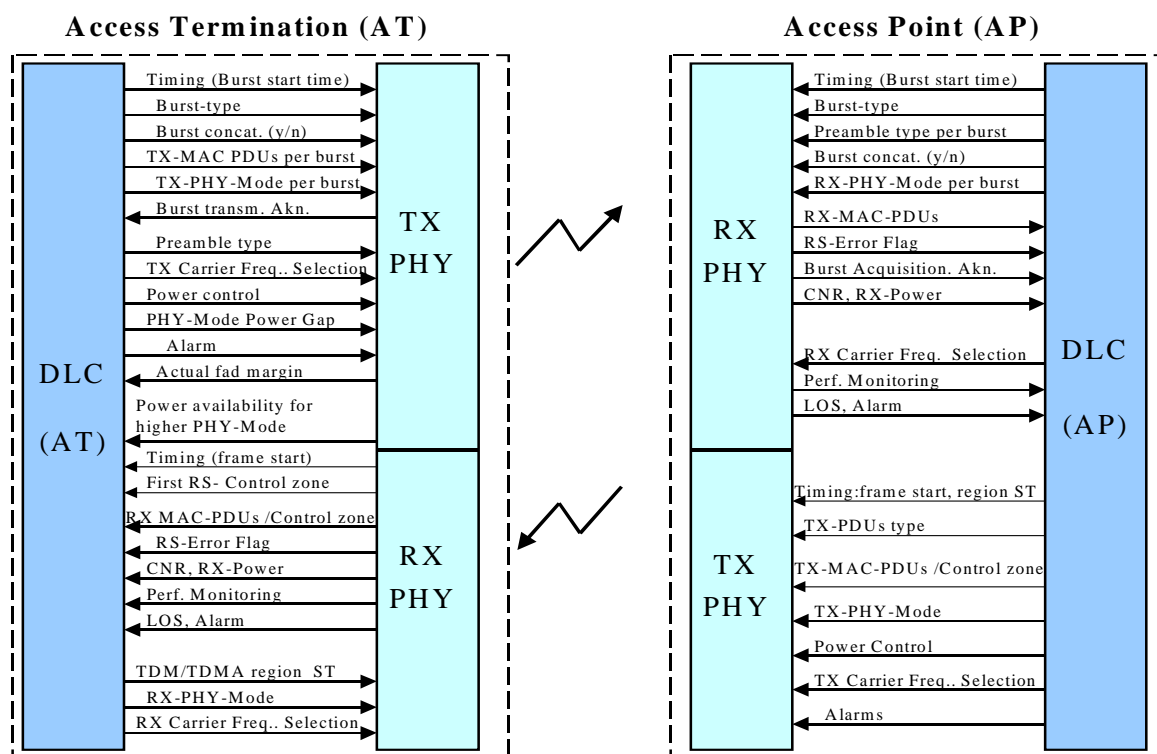 Access Termination (AT)
Timing (Burst start time)
Burst-type
Burst concat. (y/n)
TX-MAC PDUs per burst
TX-PHY-Mode per burst
Burst transm. Akn.
Preamble type
TX Carrier Freq.. Selection
Power control
PHY-Mode Power Gap
Alarm
Actual fad margin
Power availability for
higher PHY-Mode
Timing (frame start)
First RS- Control zone
RX MAC-PDUs /Control zone
RS-Error Flag
CNR, RX-Power
Perf. Monitoring
LOS, Alarm
TDM/TDMA region ST
RX-PHY-Mode
RX Carrier Freq.. Selection
DLC
(AT)
TX
PHY
RX
PHY
Access Point (AP)
Timing (Burst start time)
Burst-type
Preamble type per burst
Burst concat. (y/n)
RX-PHY-Mode per burst
RX-MAC-PDUs
RS-Error Flag
Burst Acquisition. Akn.
CNR, RX-Power
RX Carrier Freq. Selection
Perf. Monitoring
LOS, Alarm
Timing:frame start, region ST
TX-PDUs type
TX-MAC-PDUs /Control zone
TX-PHY-Mode
Power Control
TX Carrier Freq.. Selection
Alarms
RX
PHY
TX
PHY
DLC
(AP)